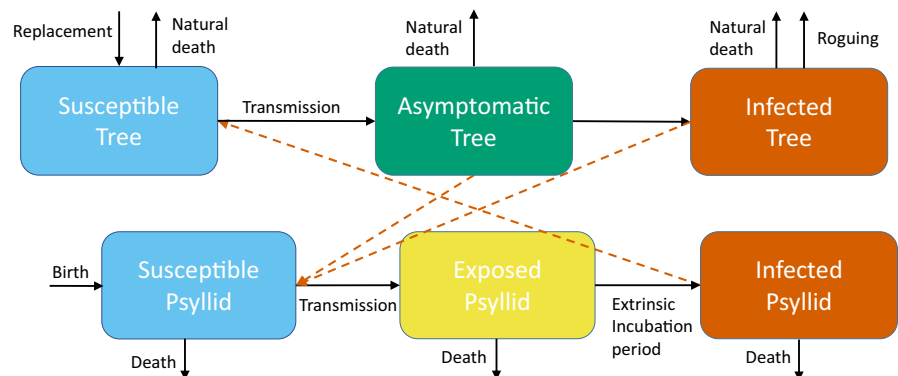 Replacement
Natural
death
Natural
death
Natural
death
Roguing
Susceptible
Tree
Transmission
Asymptomatic
Tree
Infected
Tree
Birth
Susceptible
Psyllid
Transmission
Exposed
Psyllid
Extrinsic
Incubation
period
Infected
Psyllid
Death
Death
Death